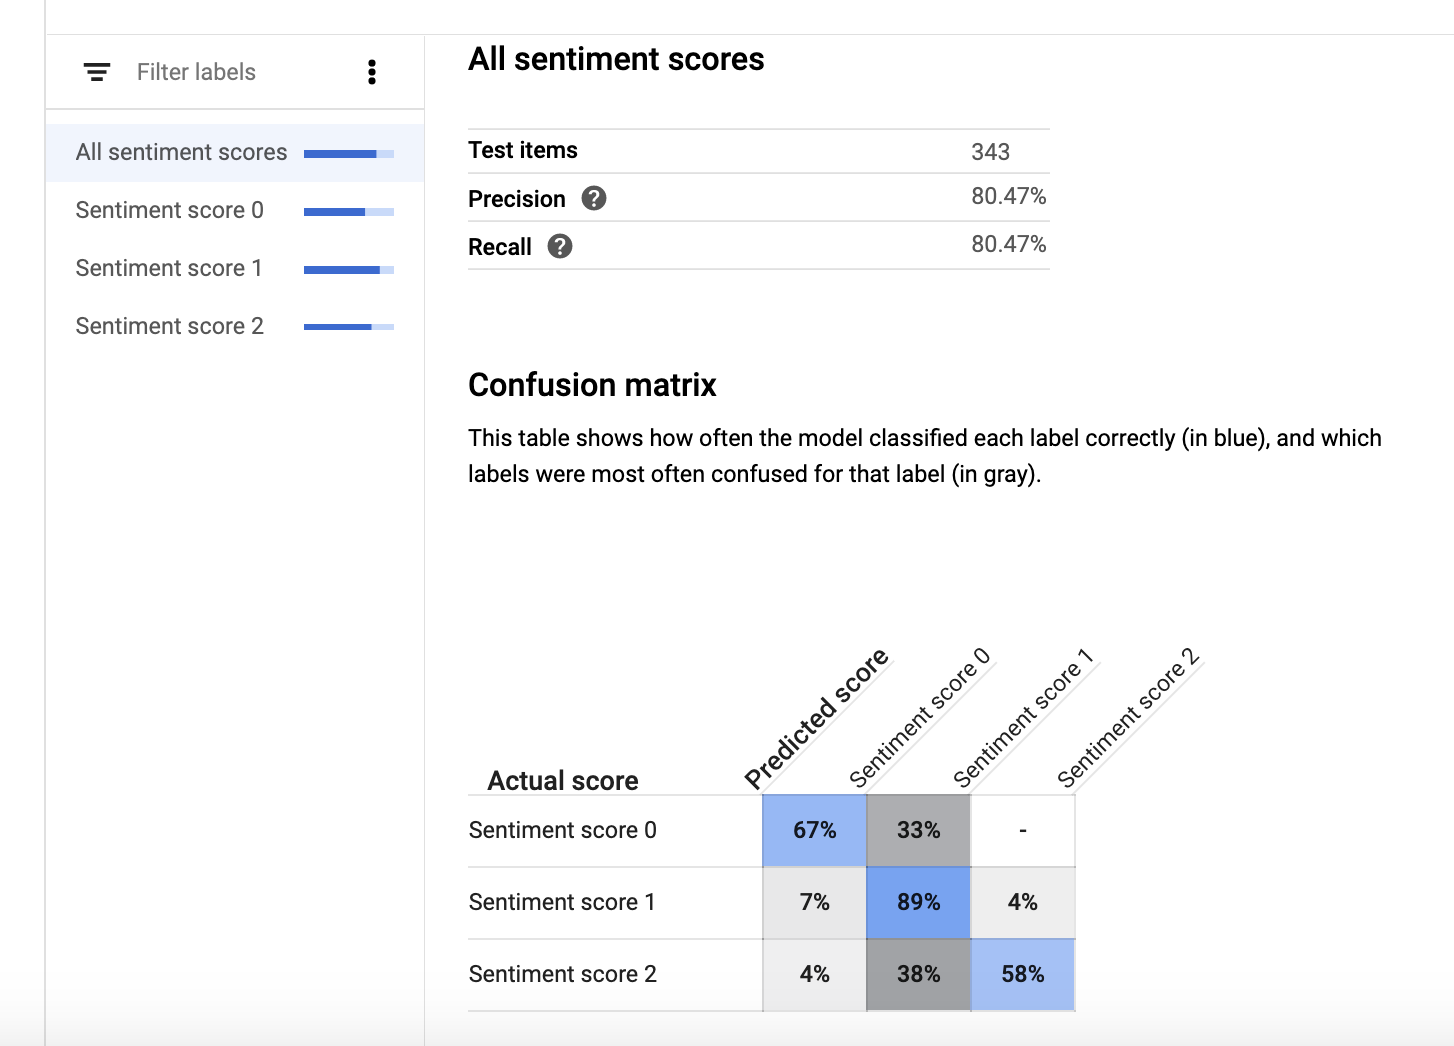 Filter labels
All sentiment scores
Sentiment score 0
Sentiment score 1
Sentiment score 2
All sentiment scores
Test items 343
Precision ? 80.47%
Recall ? 80.47%
Confusion matrix
This table shows how often the model classified each label correctly (in blue), and which
labels were most often confused for that label (in gray).
Actual score Predicted score Sentiment score 0 Sentiment score 1 Sentiment score 2
Sentiment score 0 67% 33% -
Sentiment score 1 7% 89% 4%
Sentiment score 2 4% 38% 58%